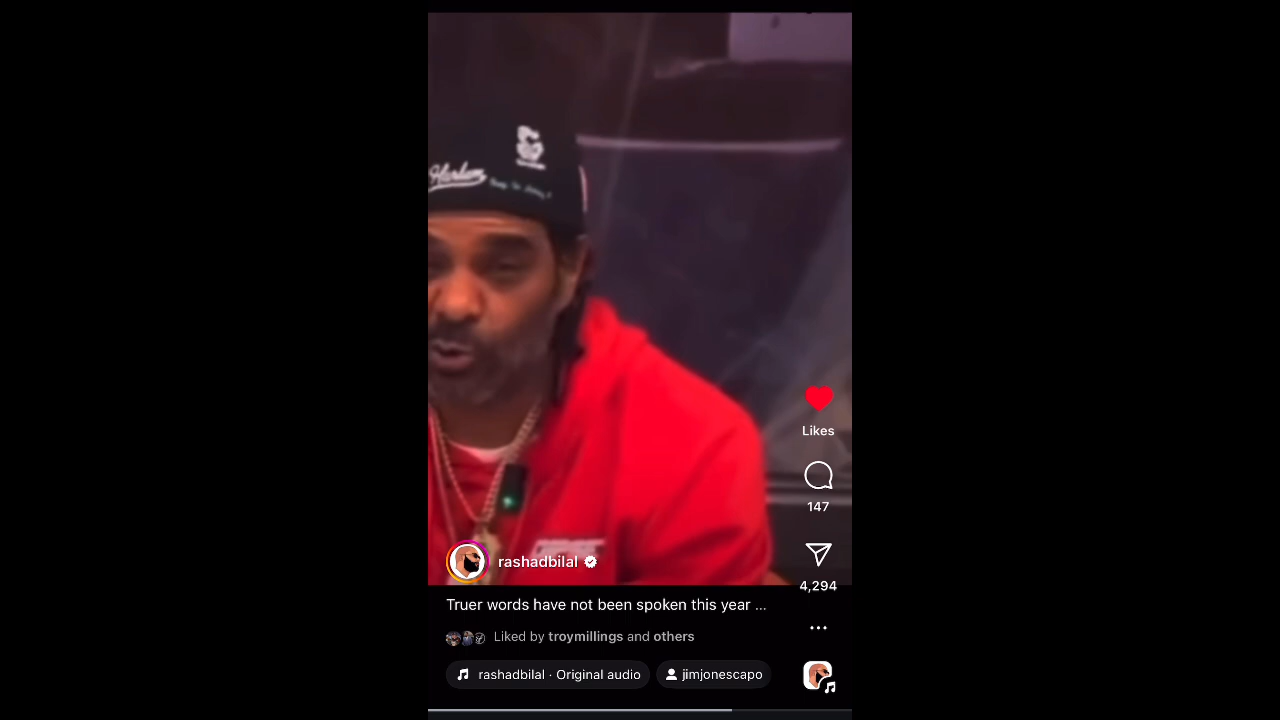 Harlem
Likes
147
rashadbilal
4,294
Truer words have not been spoken this year ...
Liked by troymillings and others
rashadbilal · Original audio
jimjonescapo